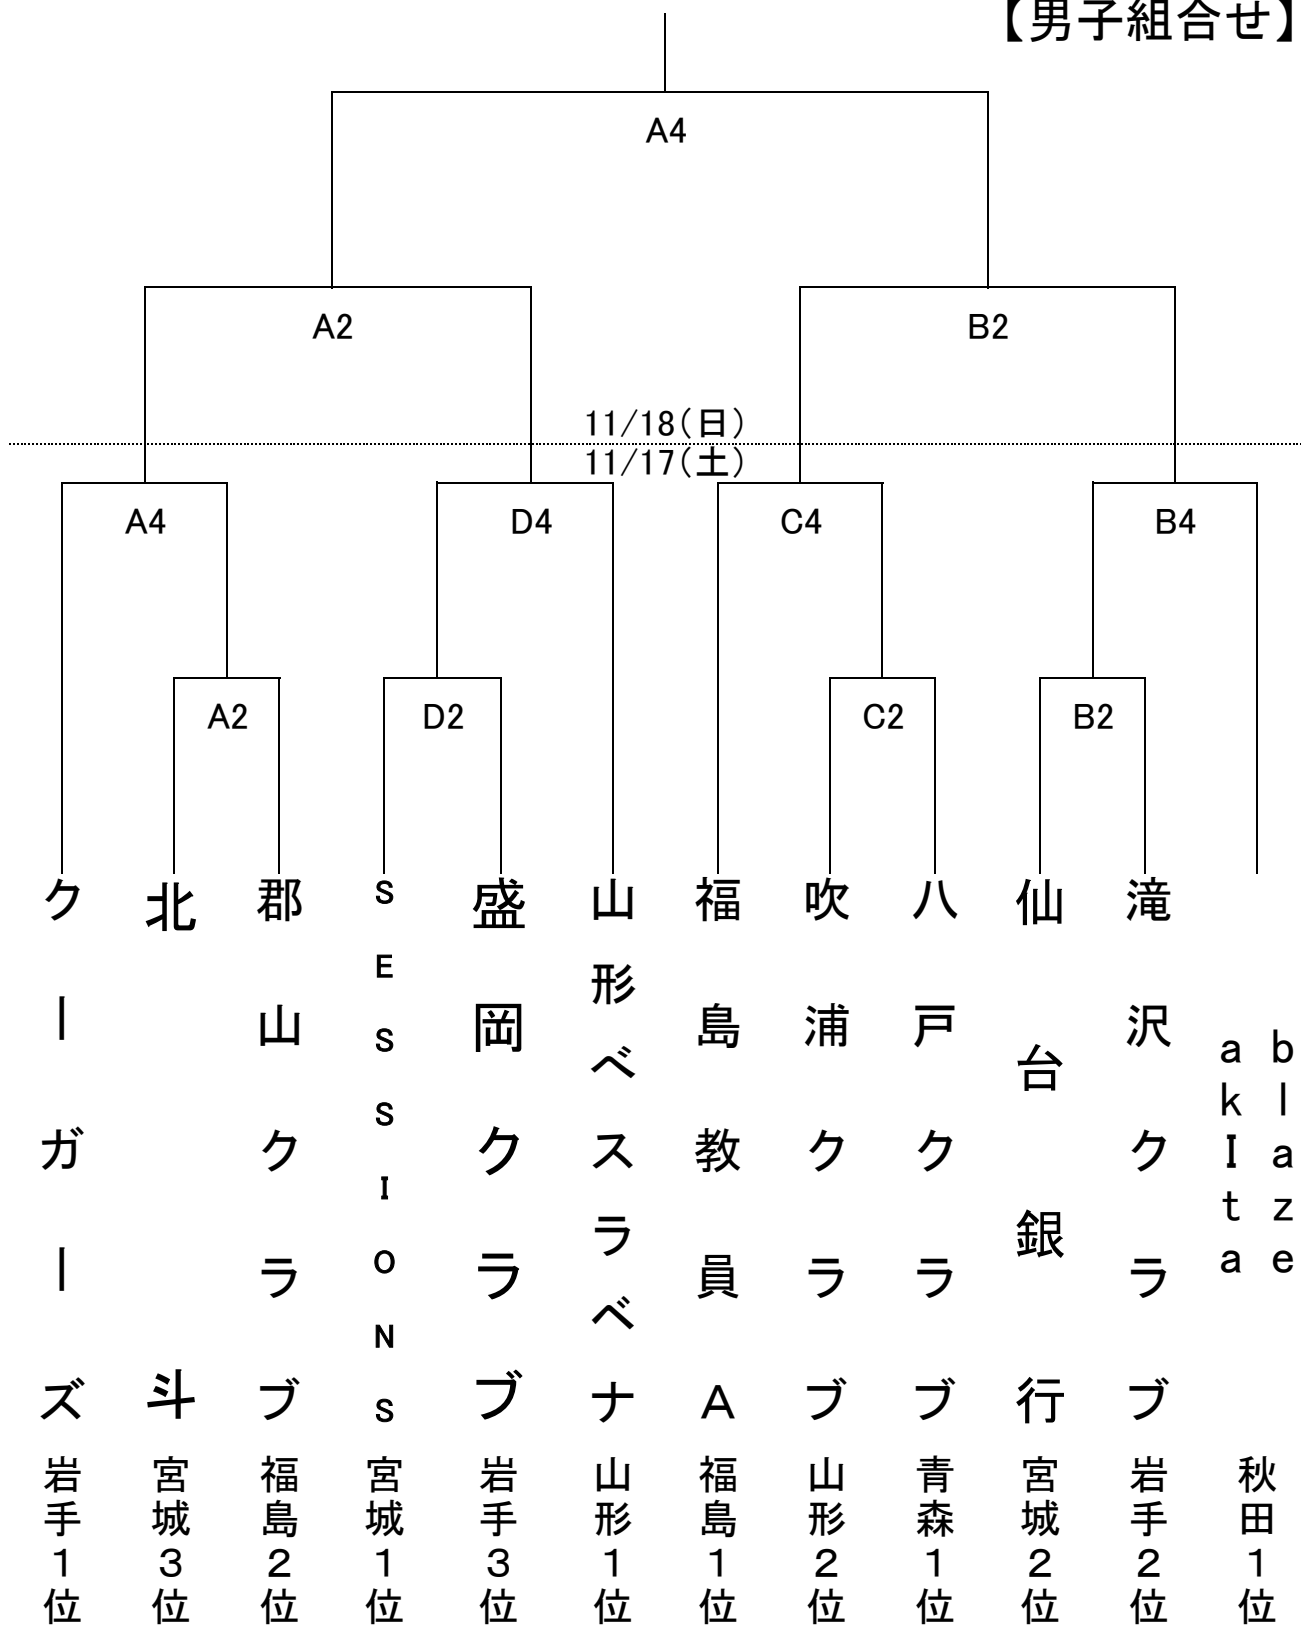 【男子組合せ】
A4
A2
B2
11/18(日)
11/17(土)
A4
D4
C4
B4
A2
D2
C2
B2
クーガーズ
岩手1位
北斗
宮城3位
郡山クラブ
福島2位
SESSIONS
宮城1位
盛岡クラブ
岩手3位
山形ベスラベナ
山形1位
福島教員A
福島1位
吹浦クラブ
山形2位
八戸クラブ
青森1位
仙台銀行
宮城2位
滝沢クラブ
岩手2位
blaze
akIta
秋田1位